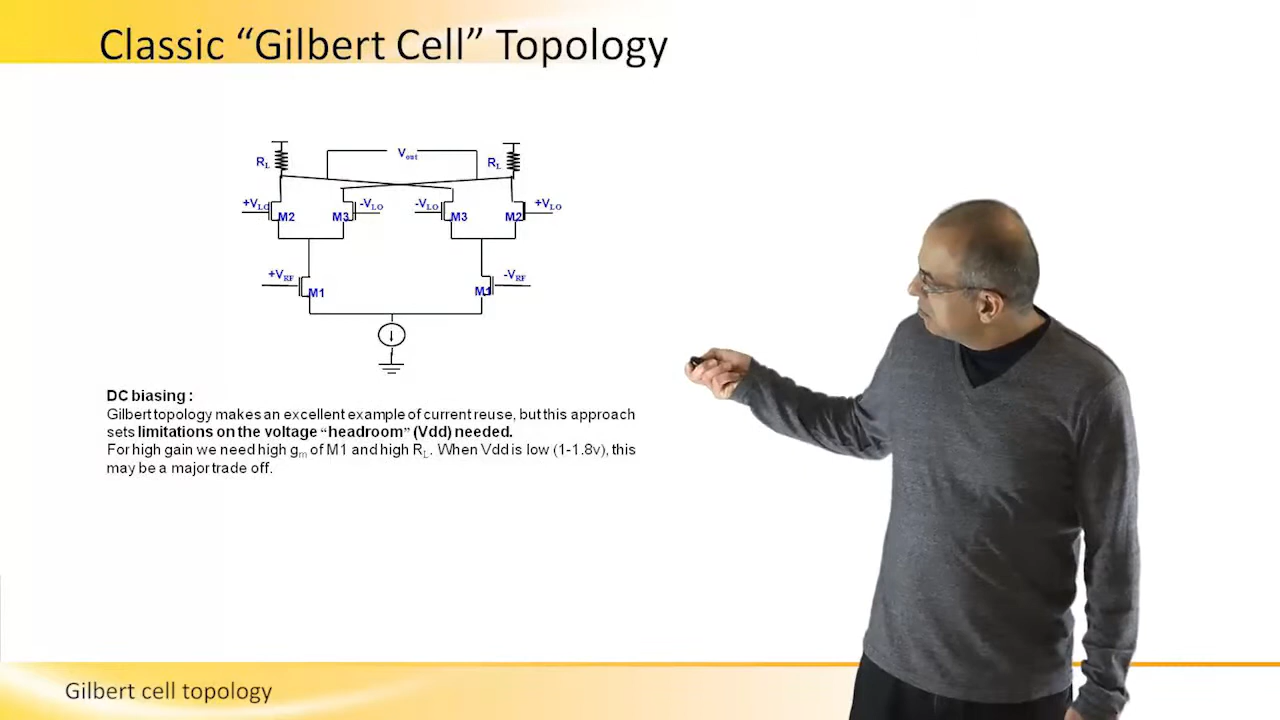 Classic “Gilbert Cell” Topology
RL
Vout
RL
+VLO
M2
M3
-VLO
-VLO
M3
M2
+VLO
+VRF
M1
M1
-VRF
DC biasing :
Gilbert topology makes an excellent example of current reuse, but this approach
sets limitations on the voltage “headroom” (Vdd) needed.
For high gain we need high gm of M1 and high RL. When Vdd is low (1-1.8v), this
may be a major trade off.
Gilbert cell topology